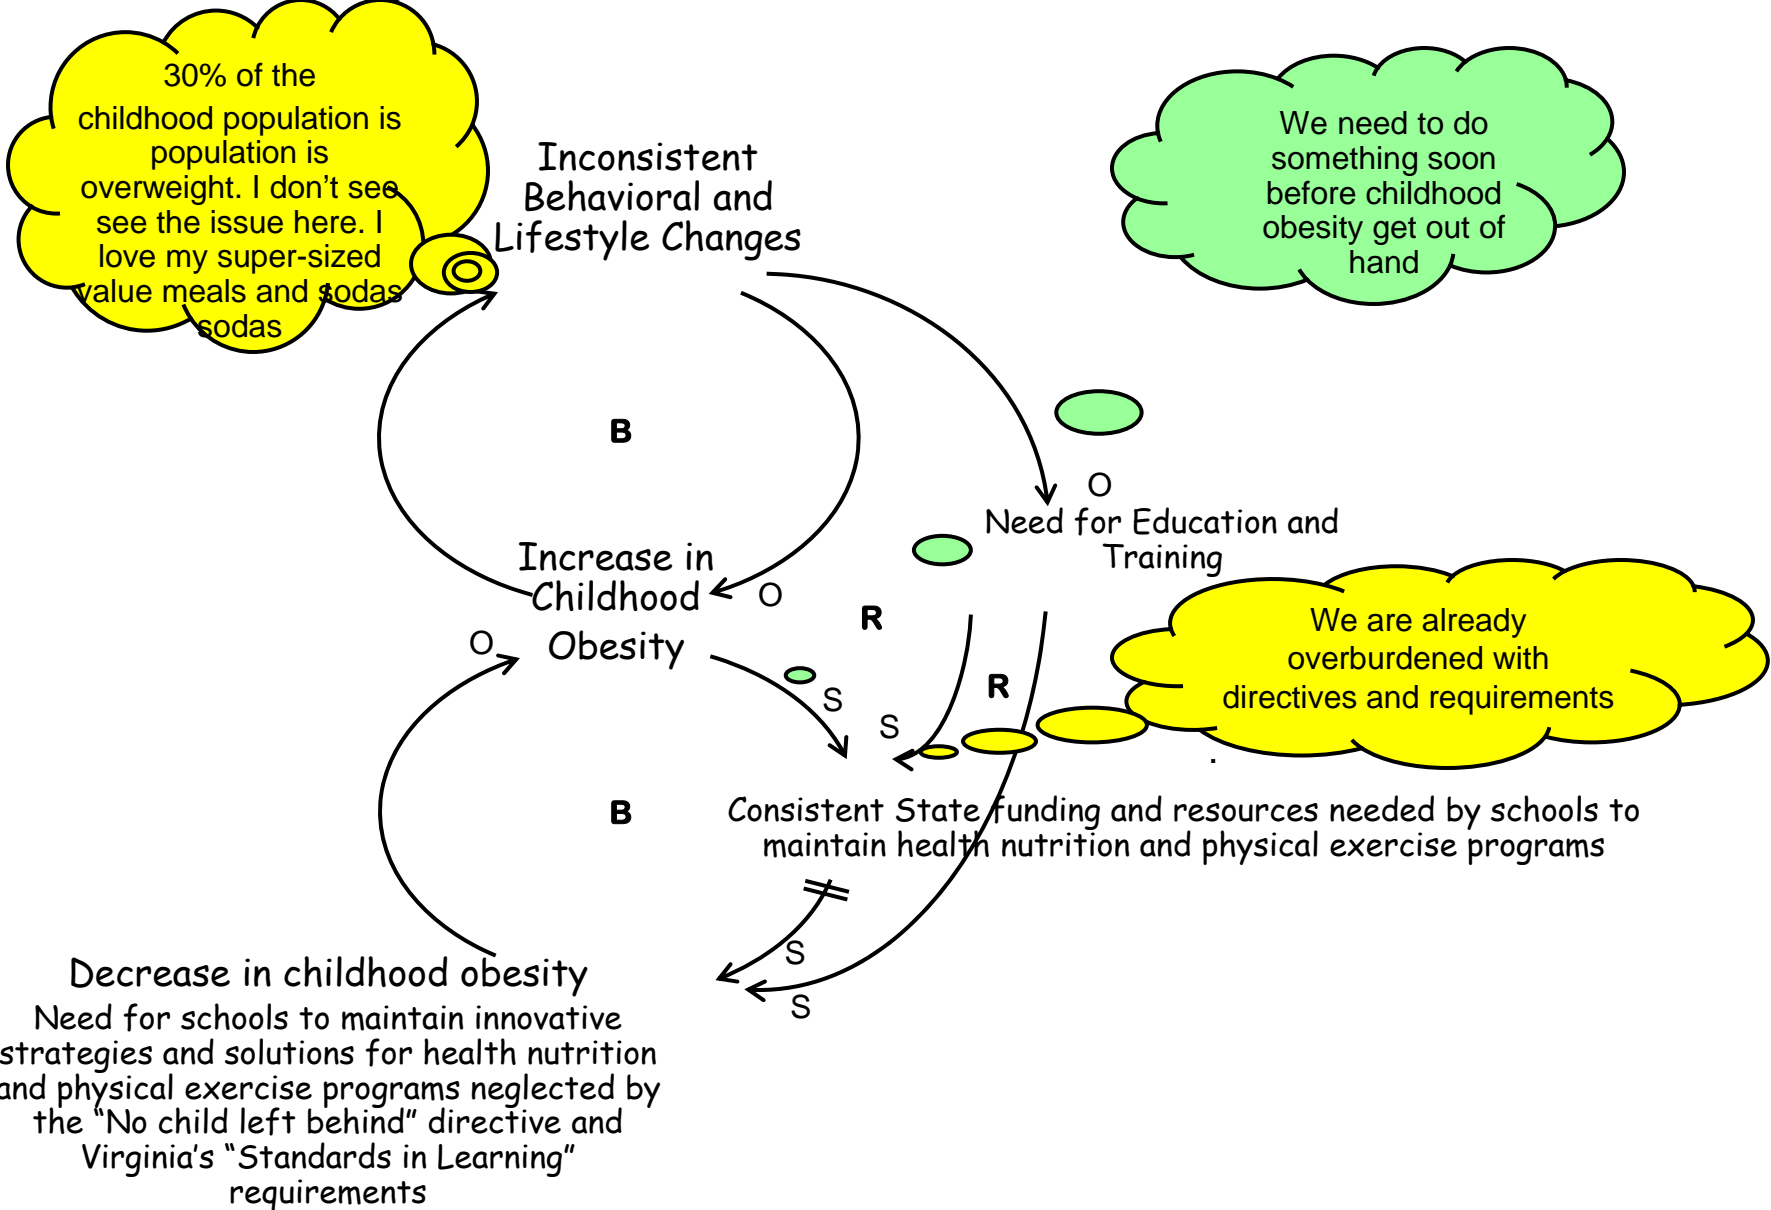 30% of the
childhood population is
population is
overweight. I don’t see
see the issue here. I
love my super-sized
value meals and sodas
sodas
Inconsistent
Behavioral and
Lifestyle Changes
We need to do
something soon
before childhood
obesity get out of
hand
B
O
Need for Education and
Training
Increase in
Childhood
Obesity
O
O
R
S
S
R
We are already
overburdened with
directives and requirements
.
B
Consistent State funding and resources needed by schools to
maintain health nutrition and physical exercise programs
S
S
Decrease in childhood obesity
Need for schools to maintain innovative
strategies and solutions for health nutrition
and physical exercise programs neglected by
the “No child left behind” directive and
Virginia’s “Standards in Learning”
requirements